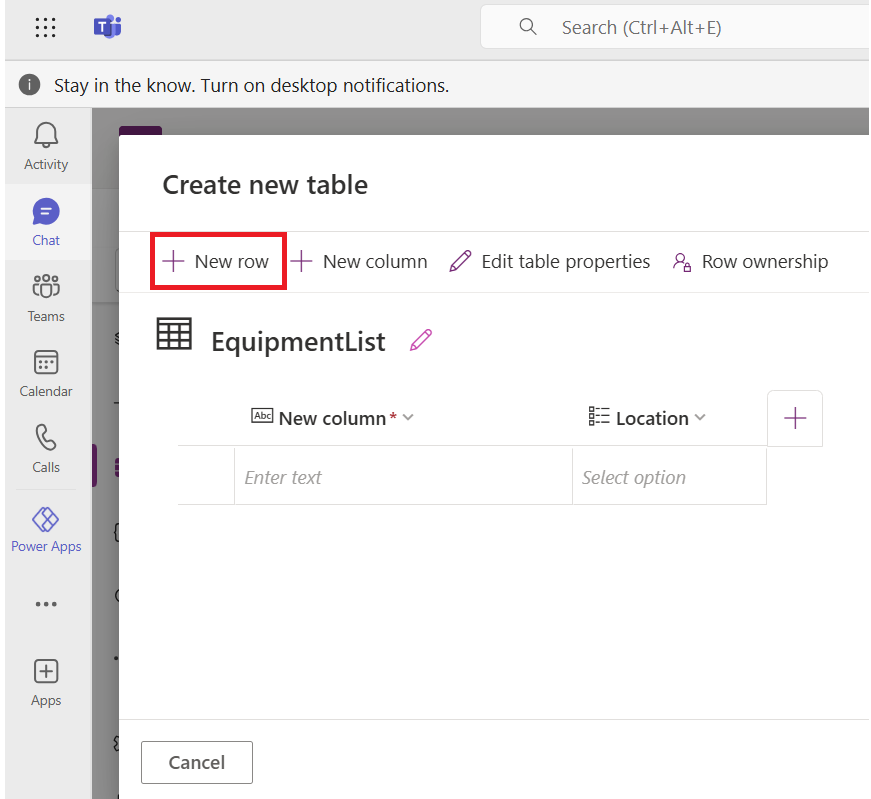 Search (Ctrl+Alt+E)
Stay in the know. Turn on desktop notifications.
Activity
Chat
Teams
Calendar
Calls
Power Apps
Apps
Create new table
New row New column Edit table properties Row ownership
EquipmentList
Abc New column * Location
Enter text Select option
Cancel